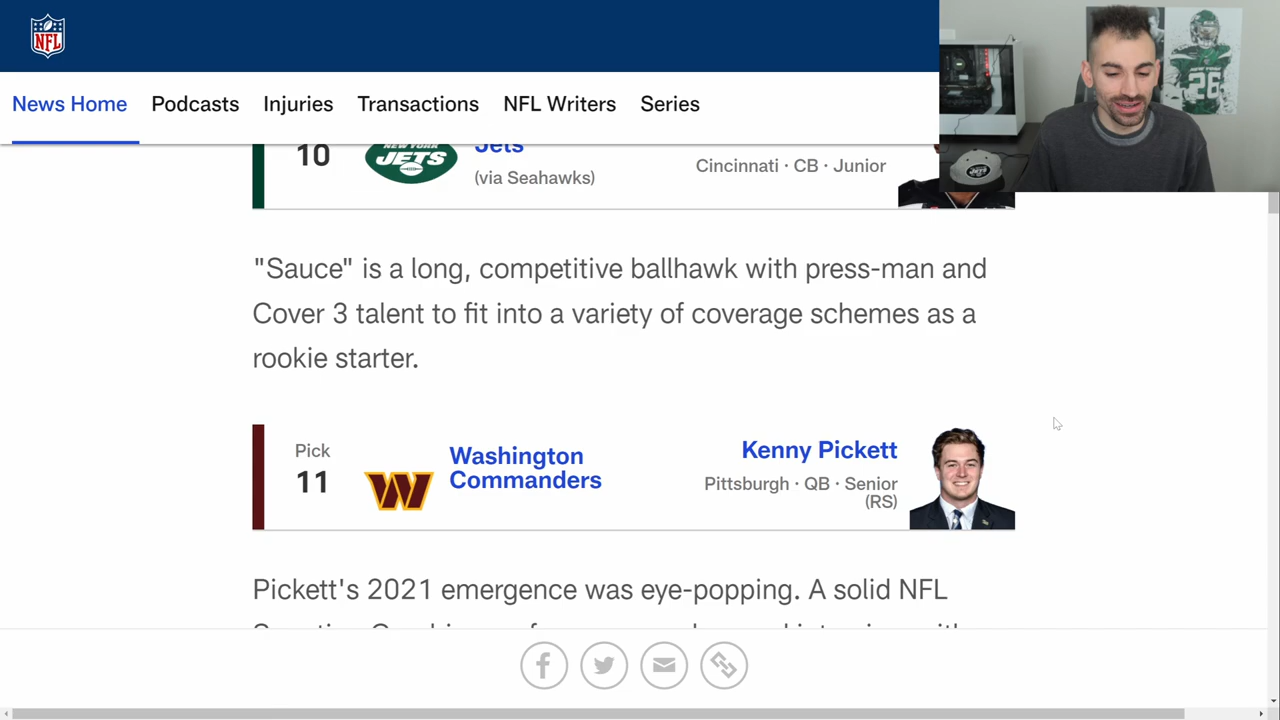 NFL
News Home Podcasts Injuries Transactions NFL Writers Series
10 NEW YORK JETS Jets
(via Seahawks) Cincinnati · CB · Junior
26
JETS
"Sauce" is a long, competitive ballhawk with press-man and
Cover 3 talent to fit into a variety of coverage schemes as a
rookie starter.
Pick
11
W
Washington
Commanders
Kenny Pickett
Pittsburgh · QB · Senior
(RS)
Pickett's 2021 emergence was eye-popping. A solid NFL